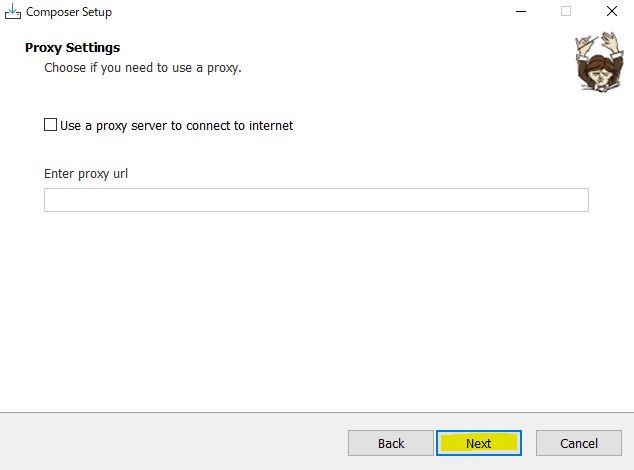 Composer Setup
Proxy Settings
Choose if you need to use a proxy.
Use a proxy server to connect to internet
Enter proxy url
Back
Next
Cancel